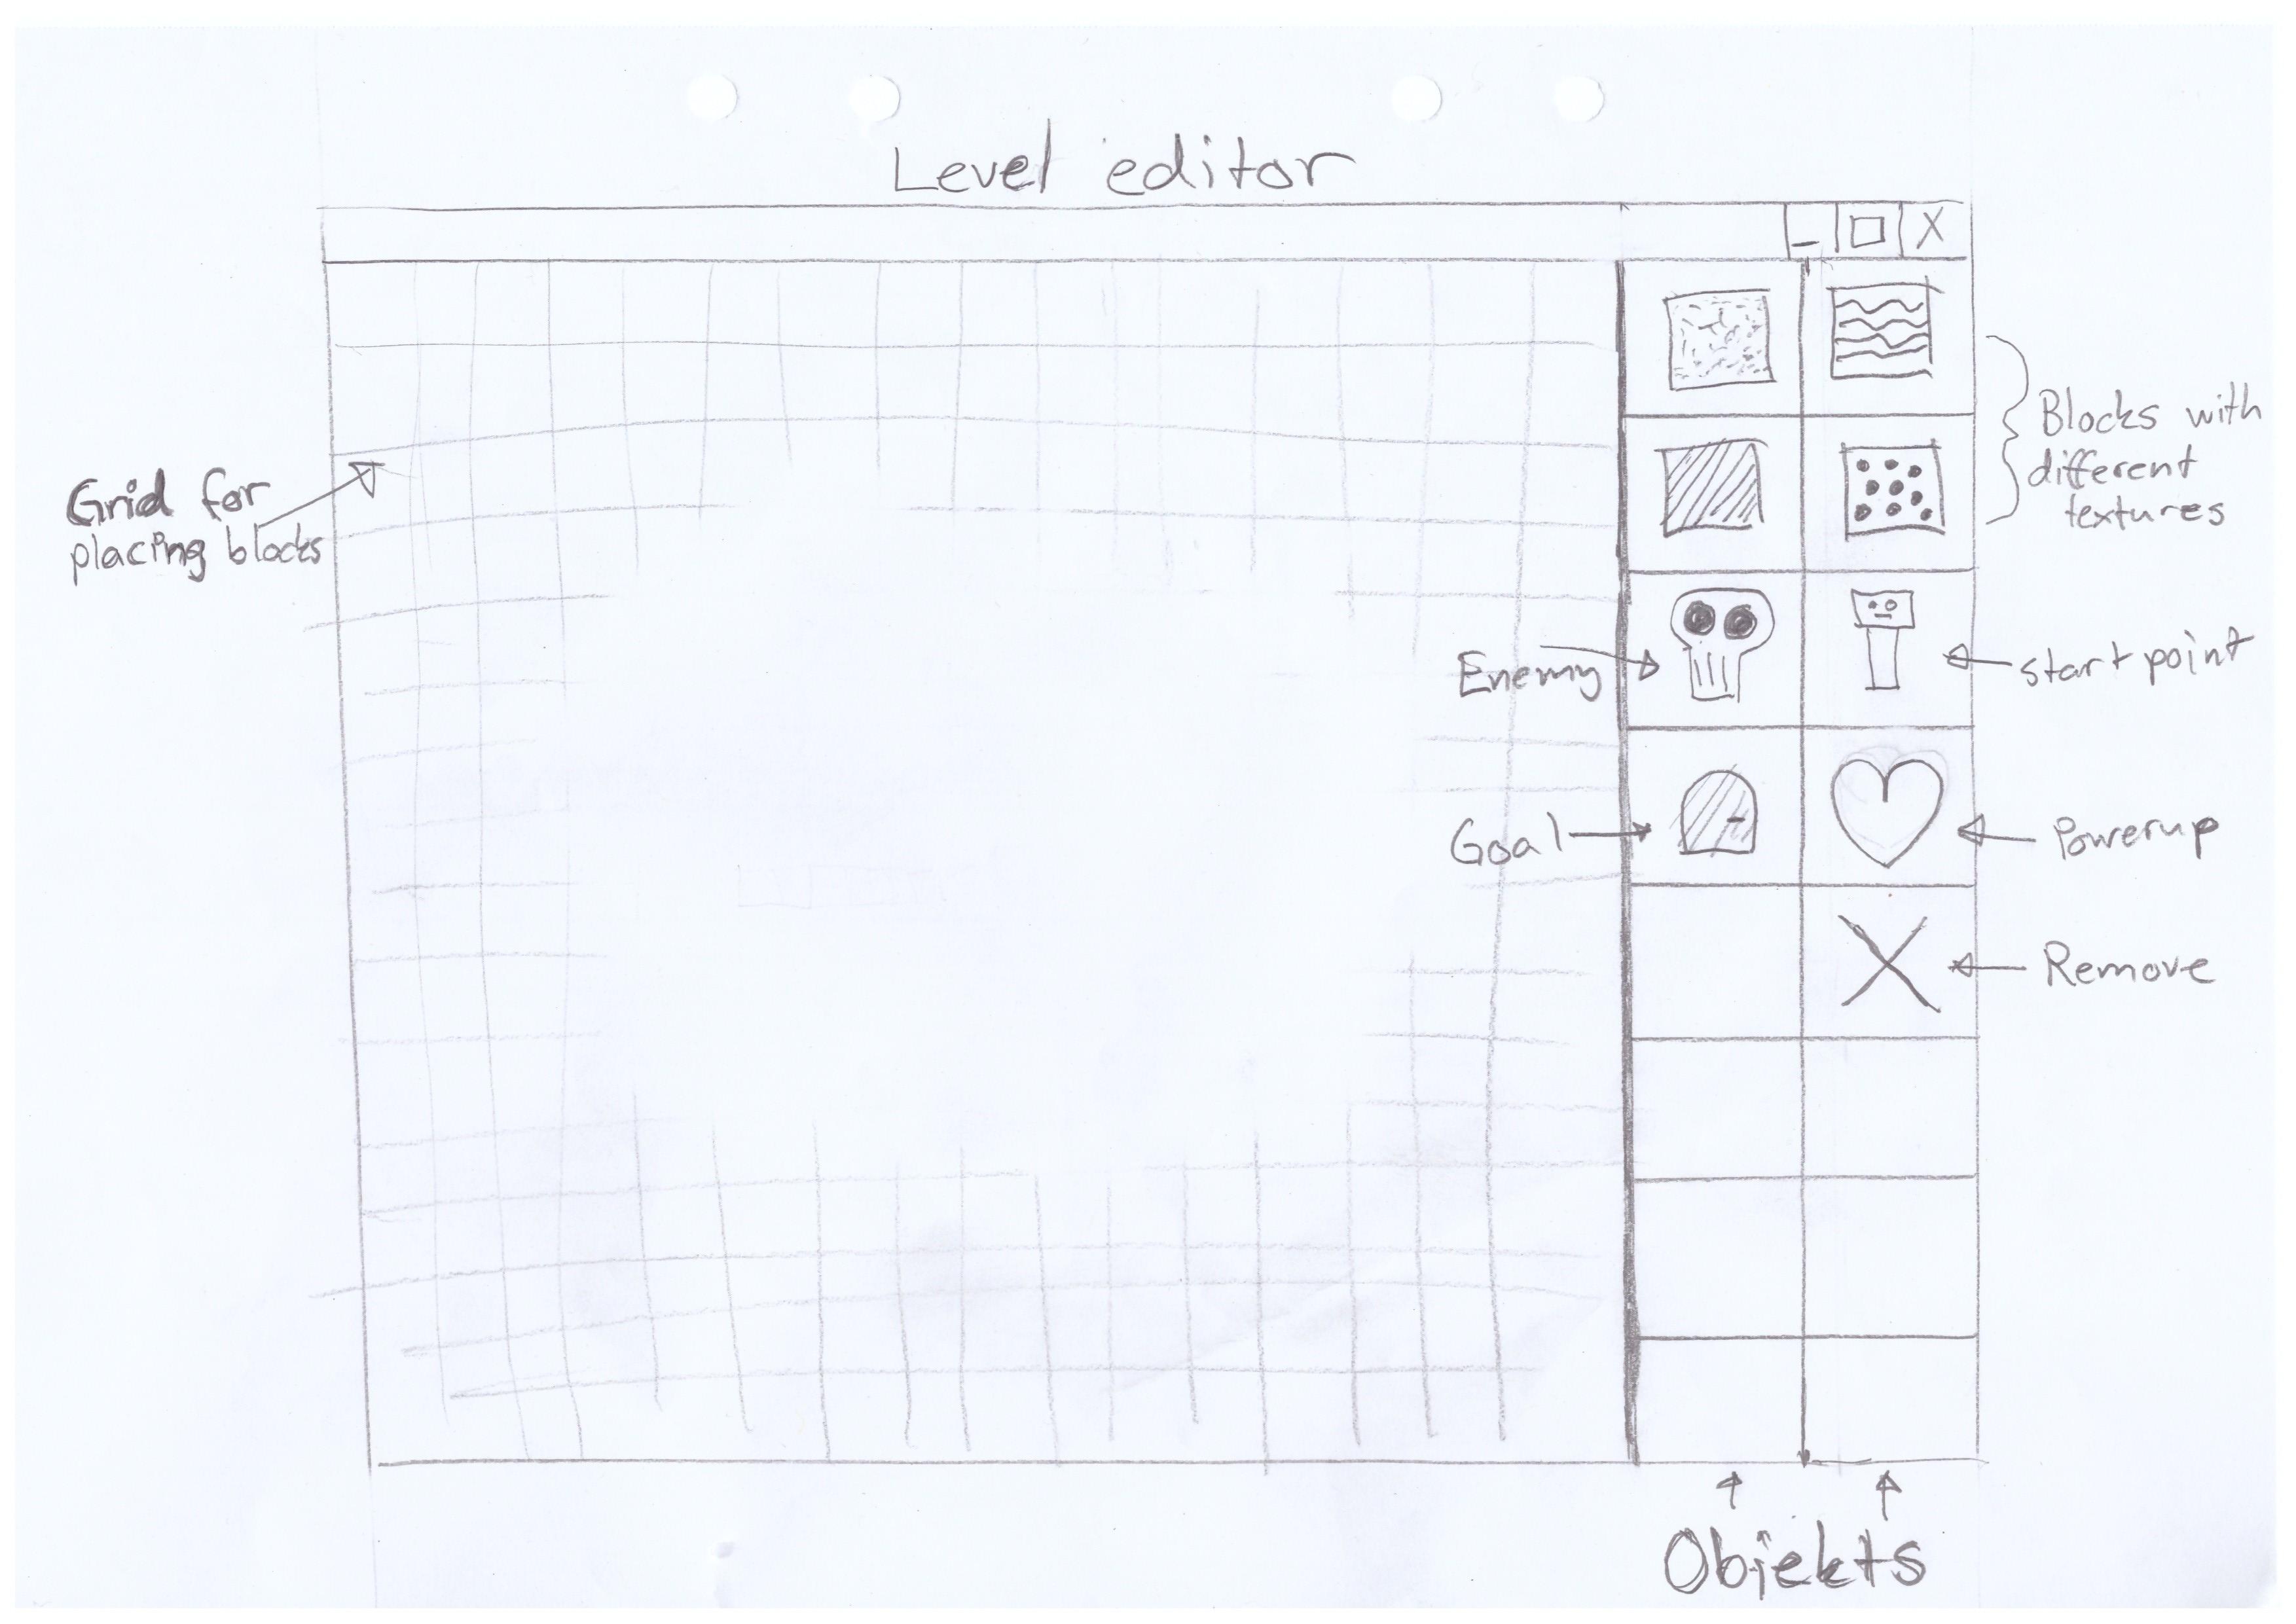 Level editor
X
Grid for
placing blocks
Blocks with
different
textures
Enemy
start point
Goal
Powerup
Remove
Objekts